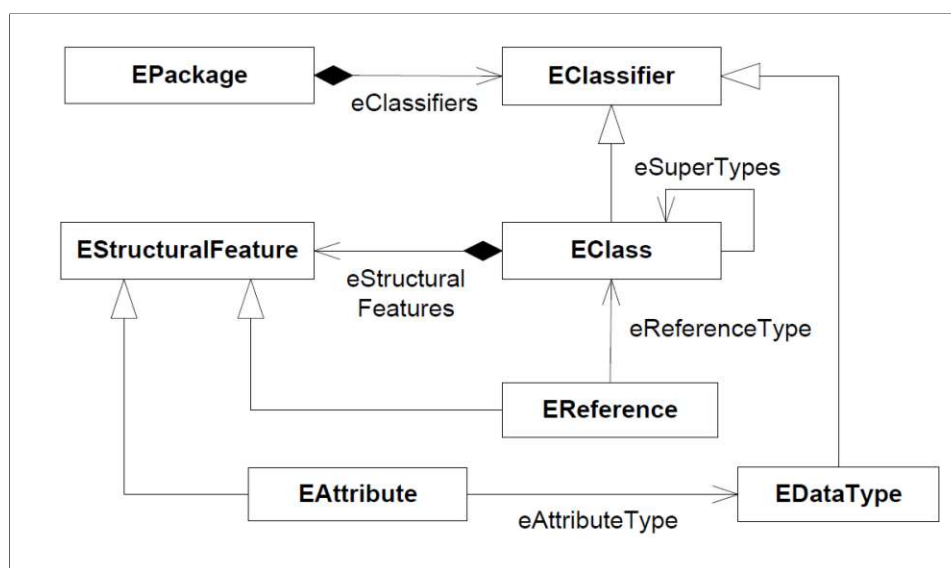 EPackage
EClassifier
eClassifiers
eSuperTypes
EStructuralFeature
EClass
eStructural
Features
eReferenceType
EReference
EAttribute
EDataType
eAttributeType